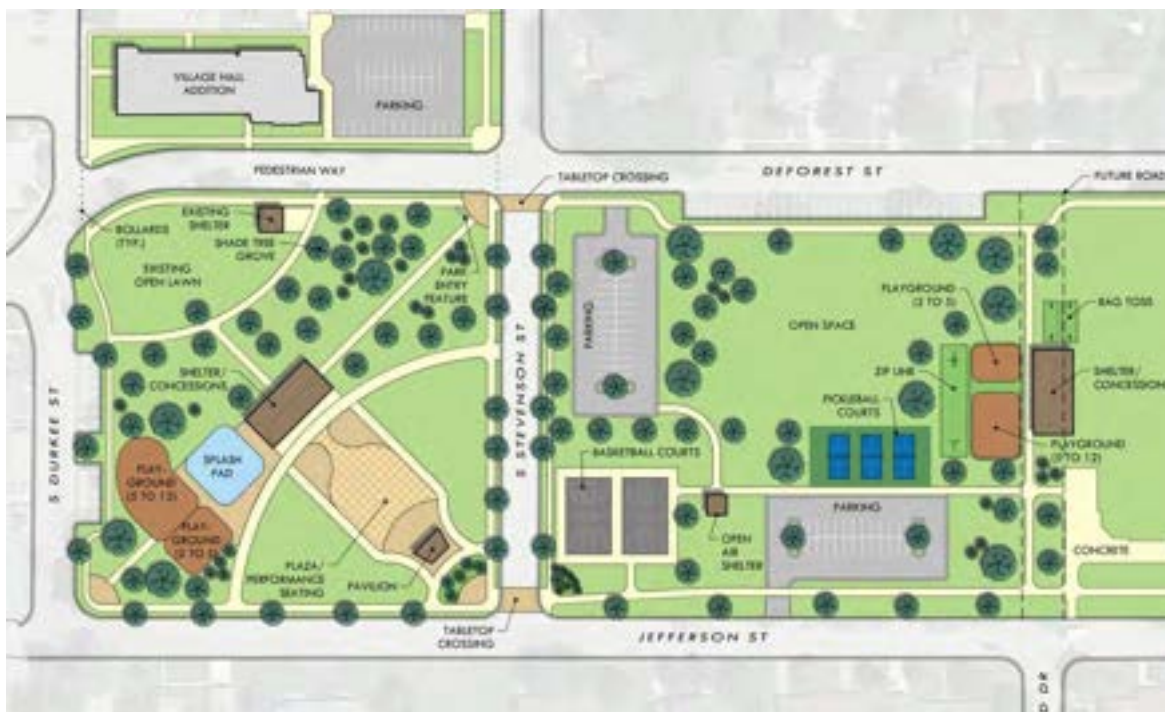 VILLAGE HALL
ADDITION
PARKING
PEDESTRIAN WAY
TABLETOP CROSSING
DEFOREST ST
FUTURE ROAD
BOLLARDS
(TYP.)
EXISTING
SHELTER
SHADE TREE
GROVE
EXISTING
OPEN LAWN
PARK
ENTRY
FEATURE
PARKING
OPEN SPACE
PLAYGROUND
(2 TO 5)
BAG TOSS
S STEVENSON ST
ZIP LINE
SHELTER/
CONCESSIONS
SHELTER/
CONCESSION
PICKLEBALL
COURTS
S DURKEE ST
SPLASH
PAD
BASKETBALL COURTS
PLAYGROUND
(5 TO 12)
PLAY-
GROUND
(5 TO 12)
PLAY-
GROUND
(2 TO 5)
PARKING
OPEN
AIR
SHELTER
PLAZA/
PERFORMANCE
SEATING
PAVILION
CONCRETE
TABLETOP
CROSSING
JEFFERSON ST
D DR